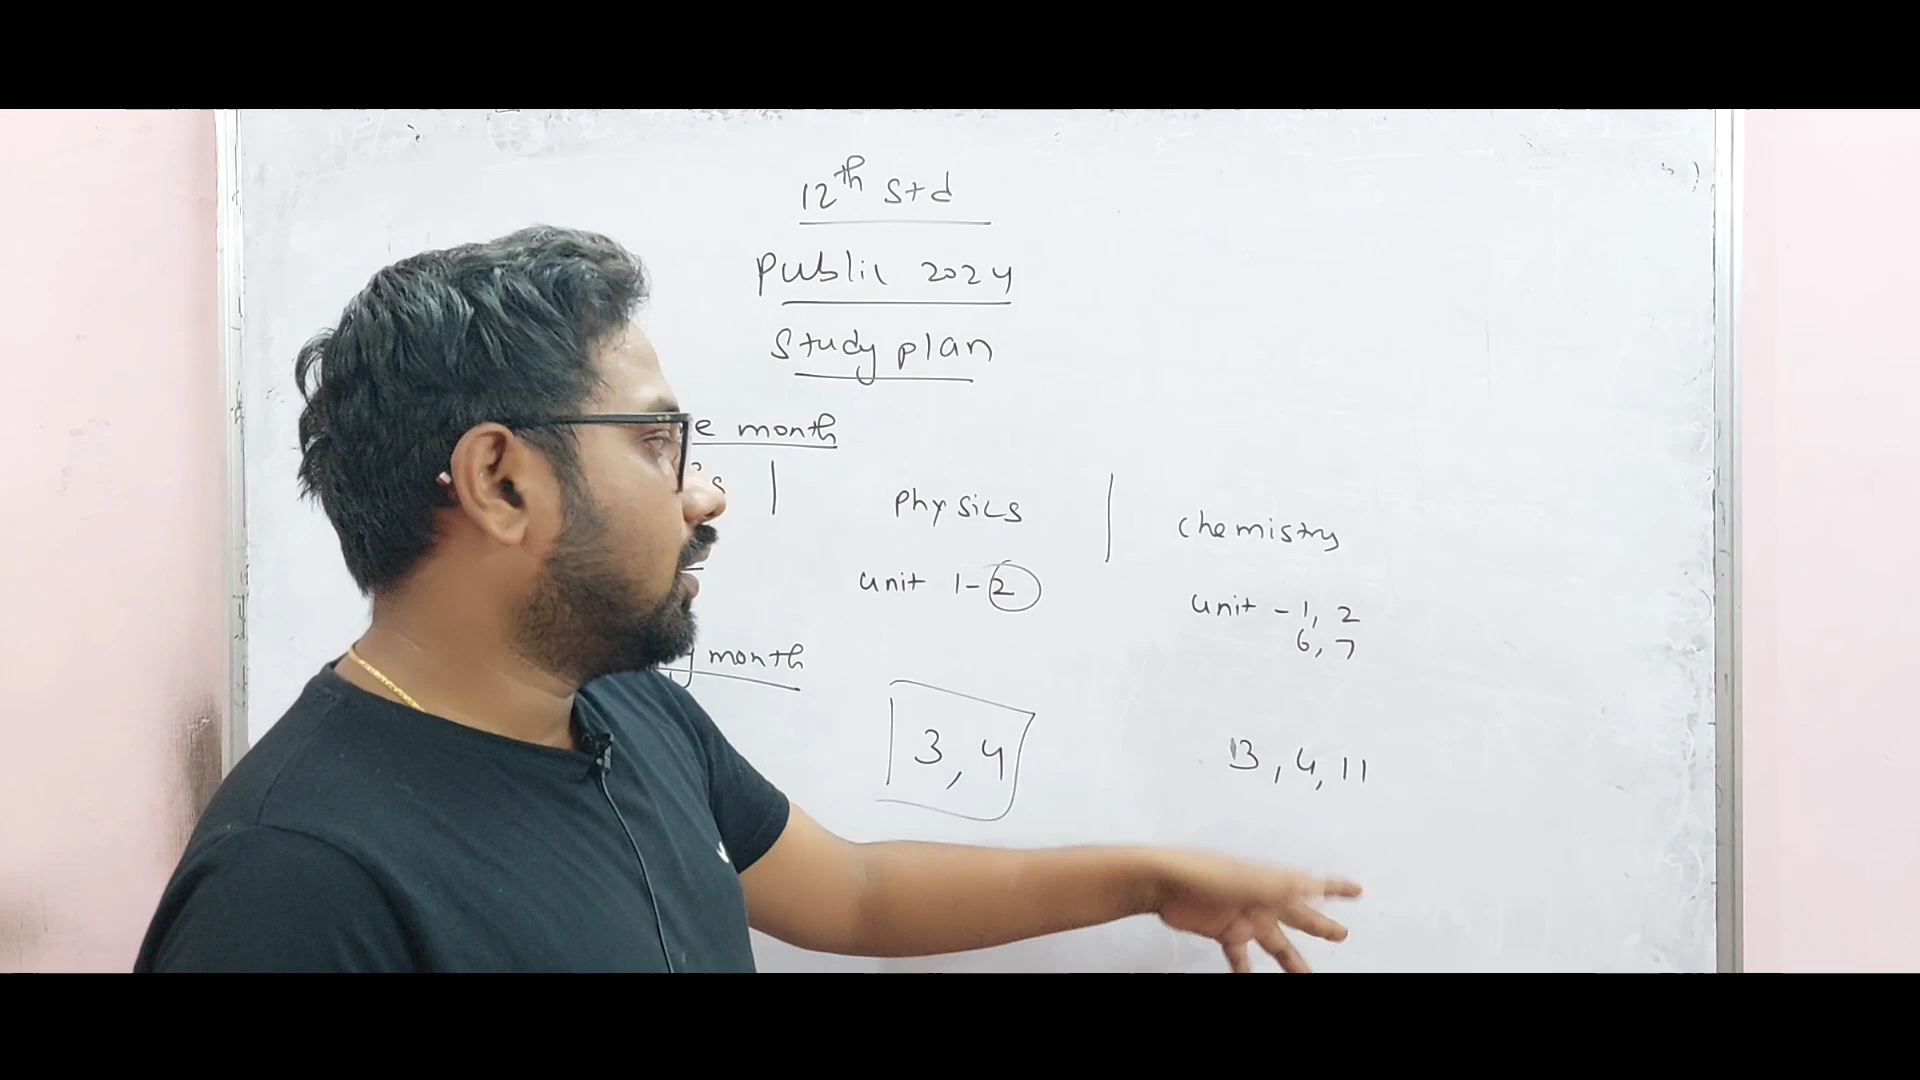 12th std
Public 2024
Study plan
month
Physics | chemistry
unit 1-2
unit - 1, 2
6, 7
month
3, 4
13, 4, 11